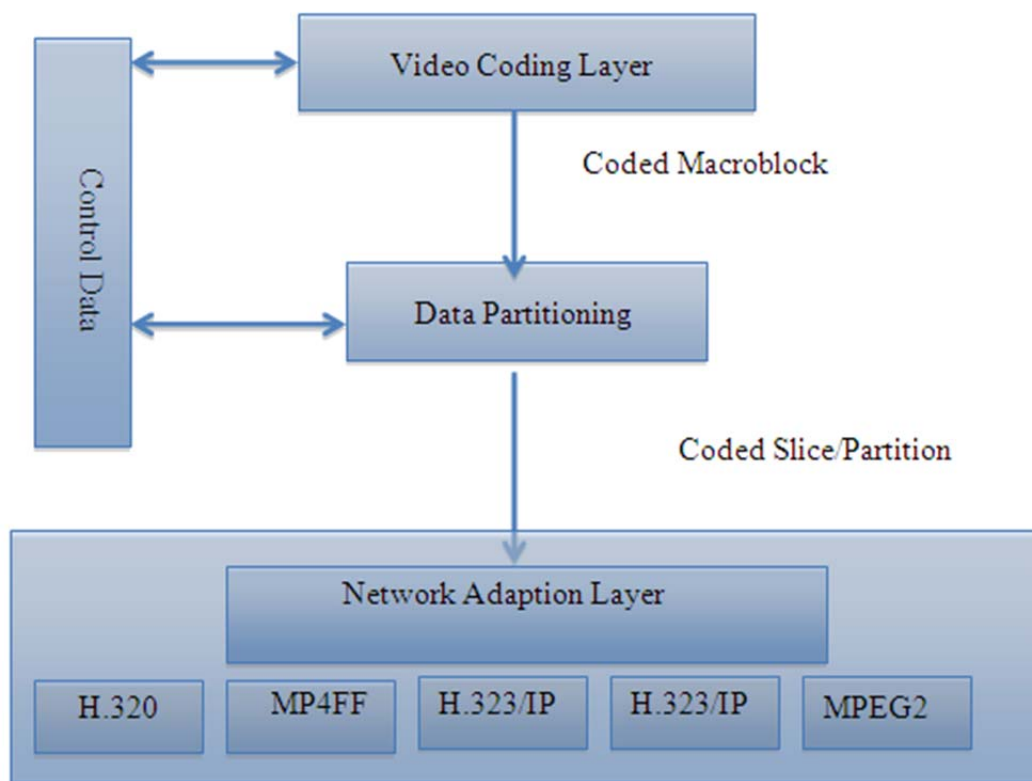 Video Coding Layer
Control Data
Coded Macroblock
Data Partitioning
Coded Slice/Partition
Network Adaption Layer
H.320
MP4FF
H.323/IP
H.323/IP
MPEG2